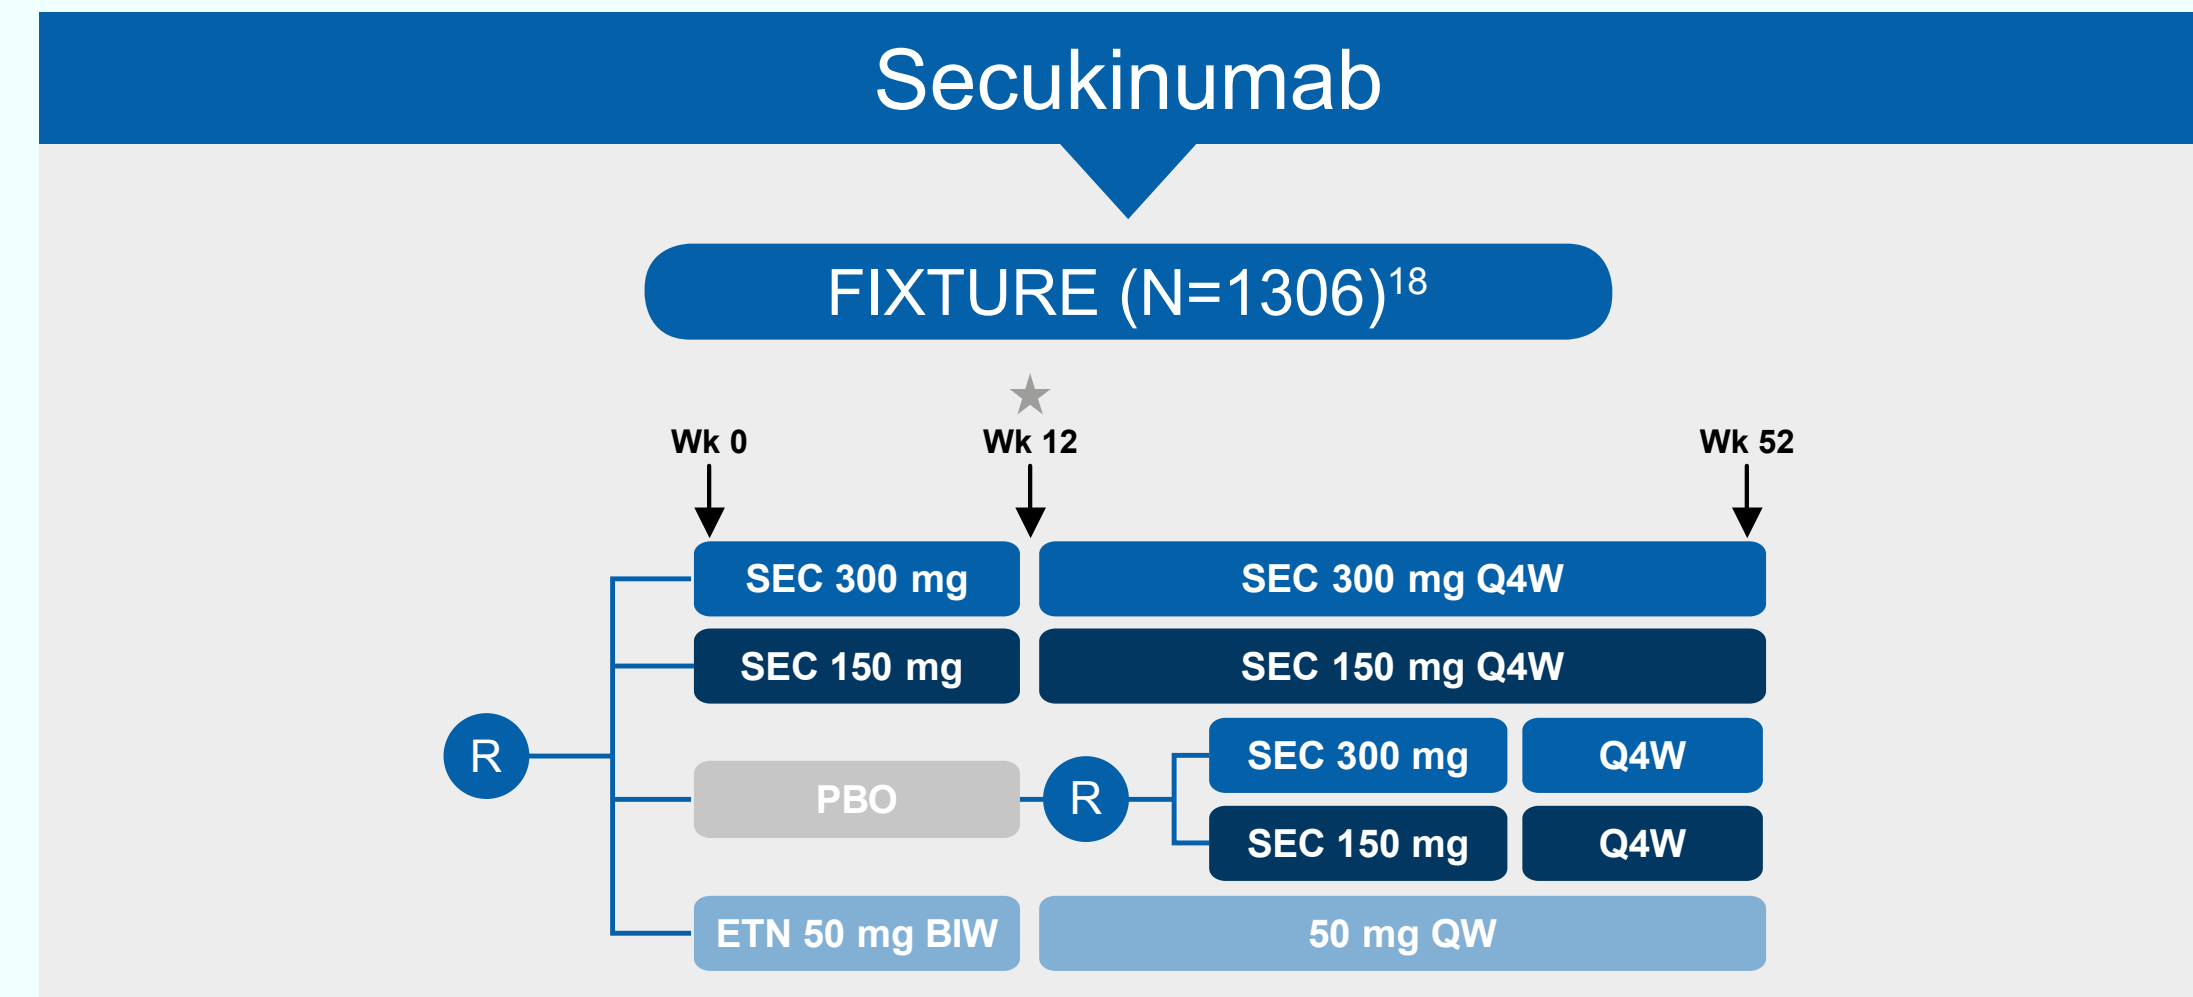 Secukinumab
FIXTURE (N=1306)18
Wk 0 Wk 12 Wk 52
SEC 300 mg SEC 300 mg Q4W
SEC 150 mg SEC 150 mg Q4W
R
SEC 300 mg Q4W
PBO R
SEC 150 mg Q4W
ETN 50 mg BIW 50 mg QW